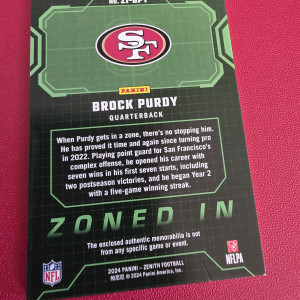 NO. ZI-BPY
SF
PANINI
BROCK PURDY
QUARTERBACK
When Purdy gets in a zone, there's no stopping him.
He has proved it time and again since turning pro
in 2022. Playing point guard for San Francisco's
complex offense, he opened his career with
seven wins in his first seven starts, including
two postseason victories, and he began Year 2
with a five-game winning streak.
ZONED IN
The enclosed authentic memorabilia is not
from any specific game or event.
NFL
NFLPA
2024 PANINI - ZENITH FOOTBALL
© 2024 Panini America, Inc.